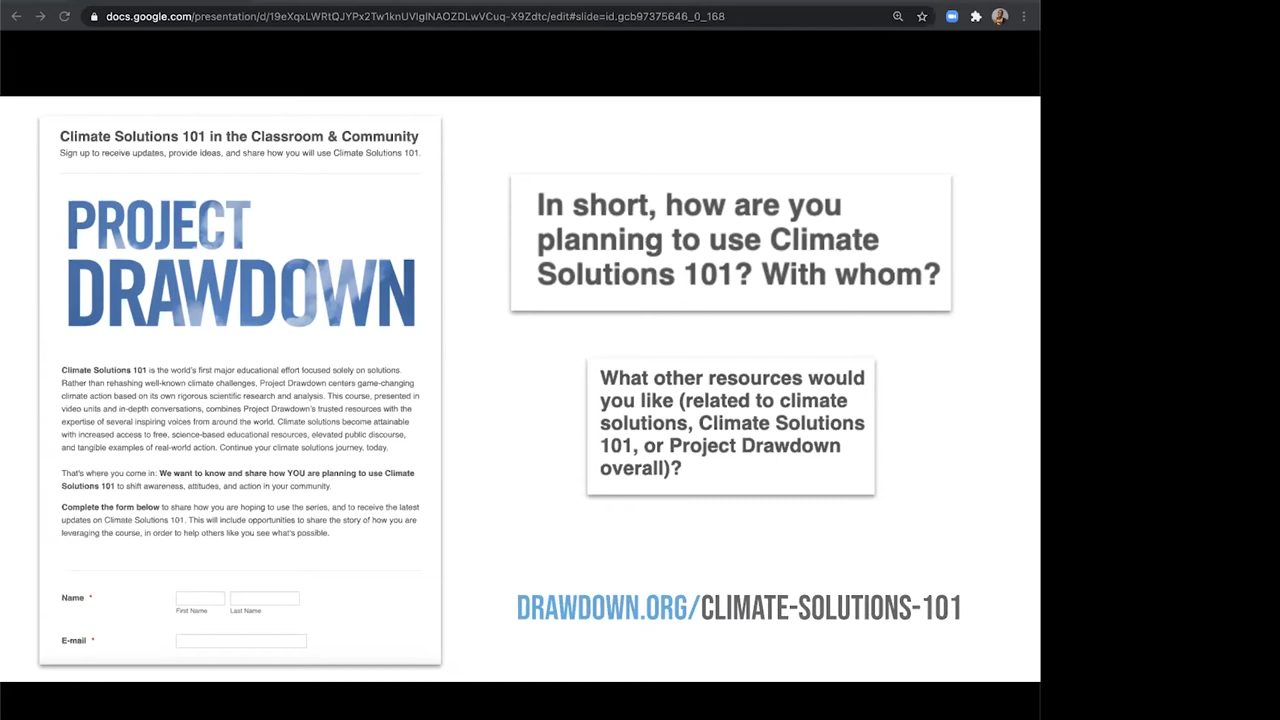 docs.google.com/presentation/d/19eXqxLWRtQJYPx2Tw1knUVIgINAOZDLwVCuq-X9Zdtc/edit#slide=id.gcb97375646_0_168
Climate Solutions 101 in the Classroom & Community
Sign up to receive updates, provide ideas, and share how you will use Climate Solutions 101.
PROJECT
DRAWDOWN
Climate Solutions 101 is the world's first major educational effort focused solely on solutions.
Rather than rehashing well-known climate challenges, Project Drawdown centers game-changing
climate action based on its own rigorous scientific research and analysis. This course, presented in
video units and in-depth conversations, combines Project Drawdown's trusted resources with the
expertise of several inspiring voices from around the world. Climate solutions become attainable
with increased access to free, science-based educational resources, elevated public discourse,
and tangible examples of real-world action. Continue your climate solutions journey, today.
That's where you come in: We want to know and share how YOU are planning to use Climate
Solutions 101 to shift awareness, attitudes, and action in your community.
Complete the form below to share how you are hoping to use the series, and to receive the latest
updates on Climate Solutions 101. This will include opportunities to share the story of how you are
leveraging the course, in order to help others like you see what's possible.
Name *
First Name Last Name
E-mail *
In short, how are you
planning to use Climate
Solutions 101? With whom?
What other resources would
you like (related to climate
solutions, Climate Solutions
101, or Project Drawdown
overall)?
DRAWDOWN.ORG/CLIMATE-SOLUTIONS-101